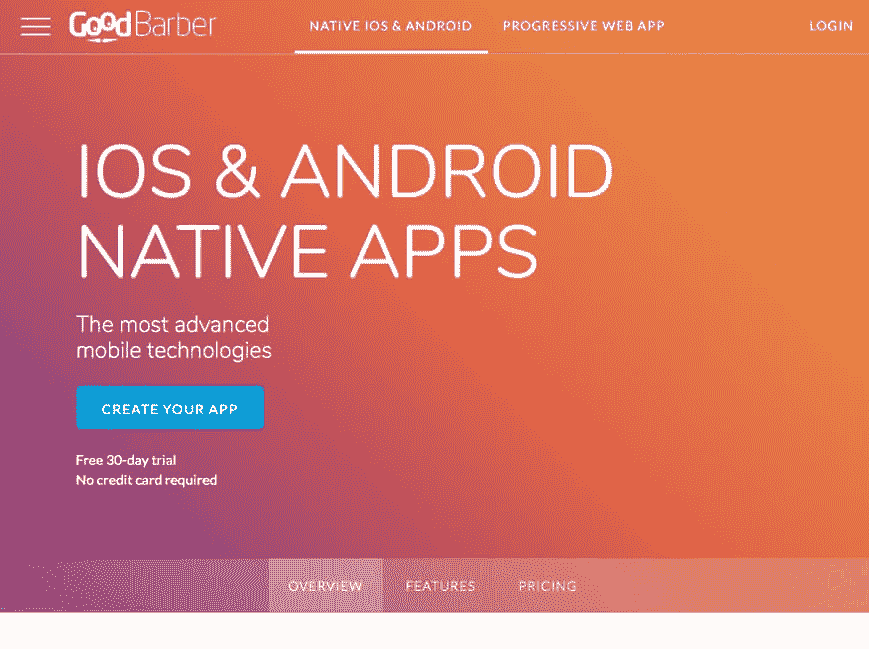 GoodBarber
NATIVE IOS & ANDROID
PROGRESSIVE WEB APP
LOGIN
IOS & ANDROID
NATIVE APPS
The most advanced
mobile technologies
CREATE YOUR APP
Free 30-day trial
No credit card required
OVERVIEW
FEATURES
PRICING